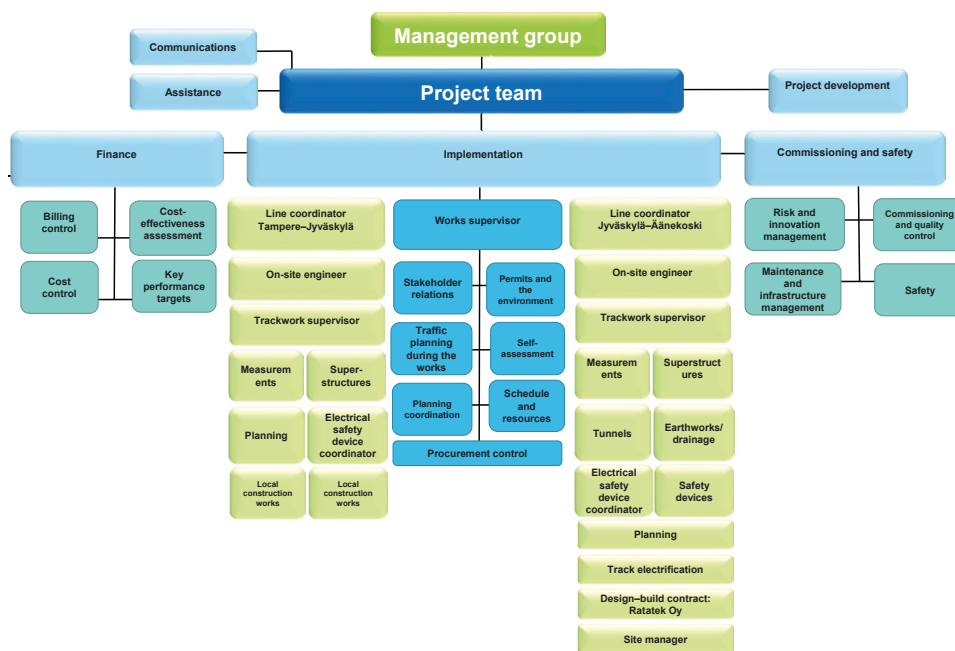 Management group
Communications
Project team
Assistance
Project development
Finance
Implementation
Commissioning and safety
Billing
control
Cost-
effectiveness
assessment
Cost
control
Key
performance
targets
Line coordinator
Tampere–Jyväskylä
On-site engineer
Trackwork supervisor
Measurem
ents
Super-
structures
Planning
Electrical
safety
device
coordinator
Local
construction
works
Local
construction
works
Works supervisor
Stakeholder
relations
Permits and
the
environment
Traffic
planning
during the
works
Self-
assessment
Planning
coordination
Schedule
and
resources
Procurement control
Line coordinator
Jyväskylä–Äänekoski
On-site engineer
Trackwork supervisor
Measurem
ents
Superstruct
ures
Tunnels
Earthworks/
drainage
Electrical
safety
device
coordinator
Safety
devices
Planning
Track electrification
Design–build contract:
Ratatek Oy
Site manager
Risk and
innovation
management
Commissioning
and quality
control
Maintenance
and
infrastructure
management
Safety